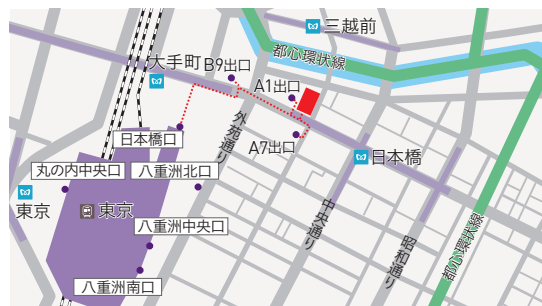 三越前
都心環状線
大手町
B9出口
A1出口
日本橋口
外苑通り
A7出口
日本橋
丸の内中央口
八重洲北口
東京
東京
八重洲中央口
中央通り
昭和通り
都心環状線
八重洲南口